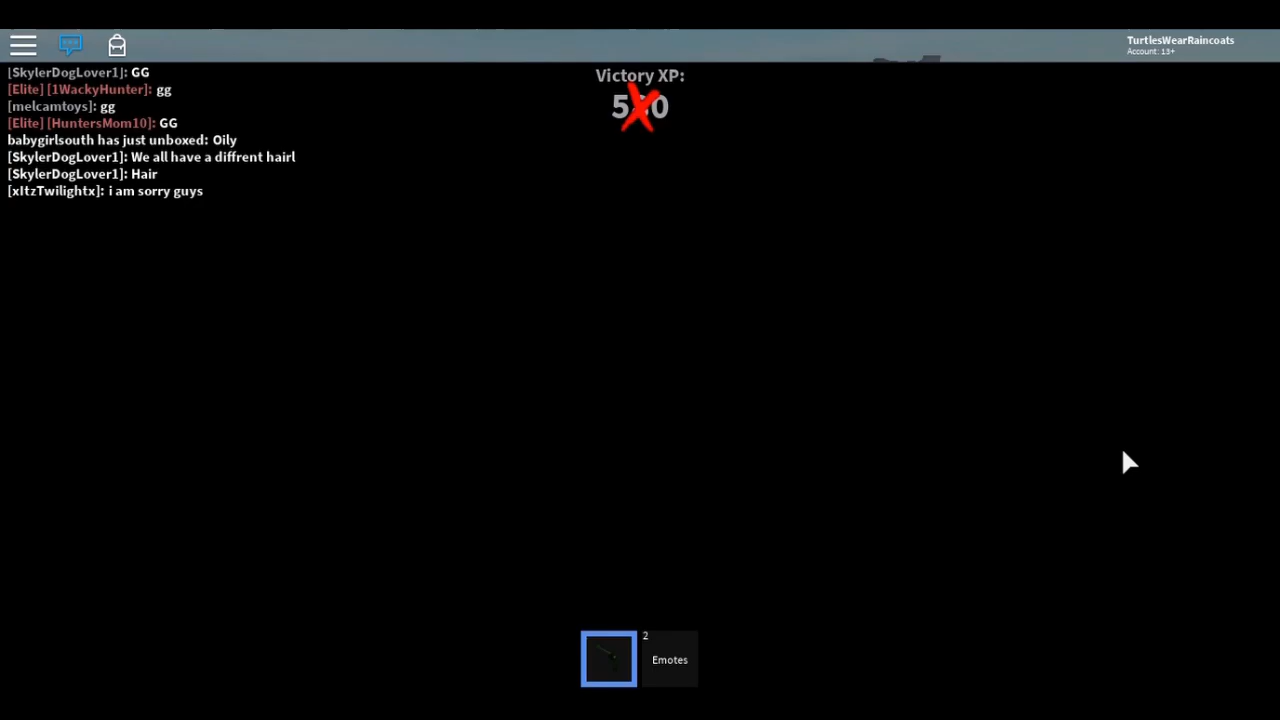 TurtlesWearRaincoats
Account: 13+
[SkylerDogLover1]: GG
[Elite] [1WackyHunter]: gg
[melcamtoys]: gg
[Elite] [HuntersMom10]: GG
babygirlsouth has just unboxed: Oily
[SkylerDogLover1]: We all have a diffrent hairl
[SkylerDogLover1]: Hair
[xItzTwilightx]: i am sorry guys
Victory XP:
2
Emotes